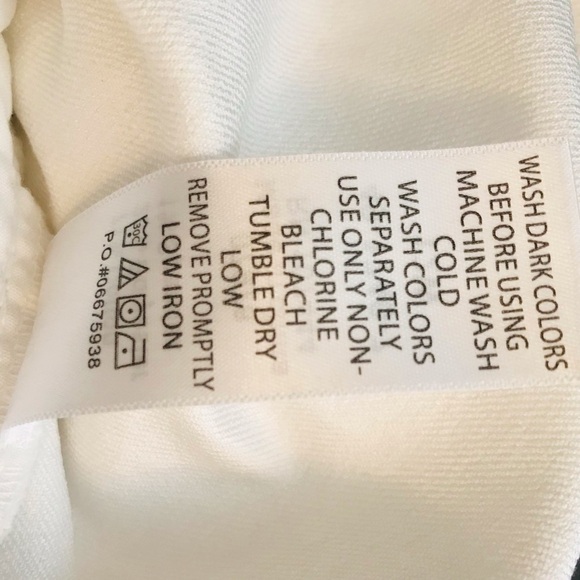 WASH DARK COLORS
BEFORE USING
MACHINE WASH
COLD
WASH COLORS
SEPARATELY
USE ONLY NON-
CHLORINE
BLEACH
TUMBLE DRY
LOW
REMOVE PROMPTLY
LOW IRON
30C
P.O.#06675938